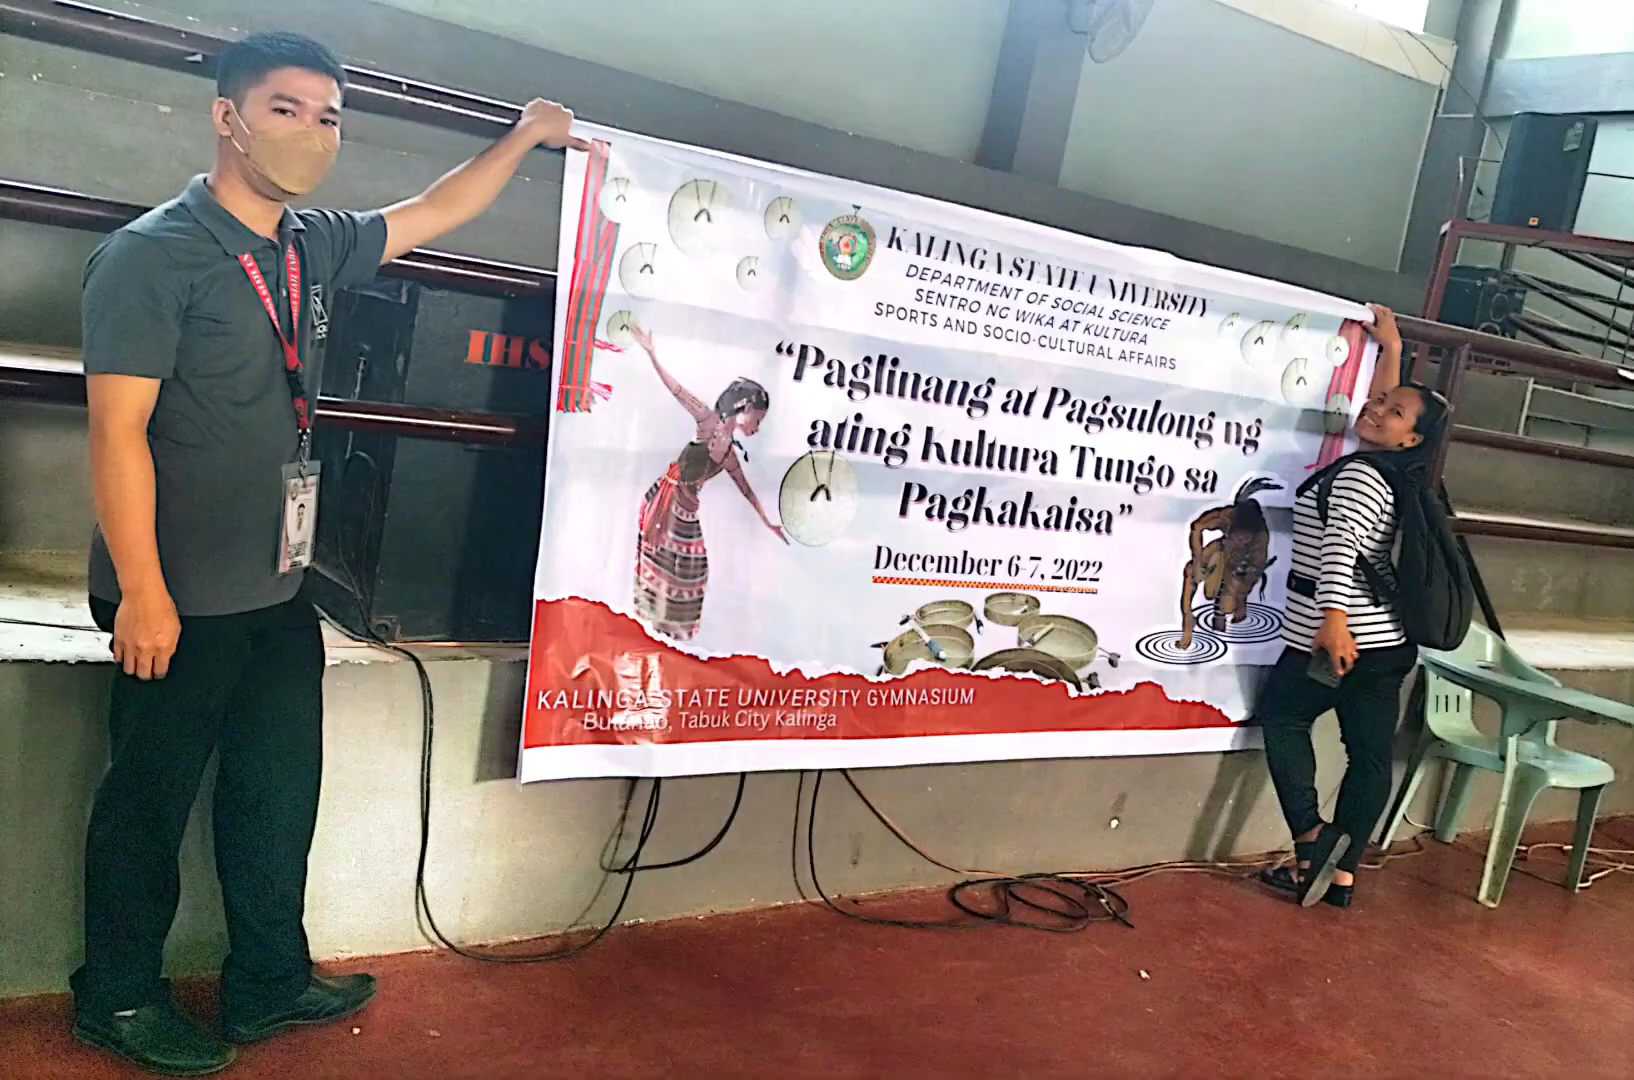 KALINGA STATE UNIVERSITY
DEPARTMENT OF SOCIAL SCIENCE
SENTRO NG WIKA AT KULTURA
SPORTS AND SOCIO-CULTURAL AFFAIRS
“Paglinang at Pagsulong ng
ating Kultura Tungo sa
Pagkakaisa”
December 6-7, 2022
KALINGA STATE UNIVERSITY GYMNASIUM
Bulanao, Tabuk City Kalinga
IHS